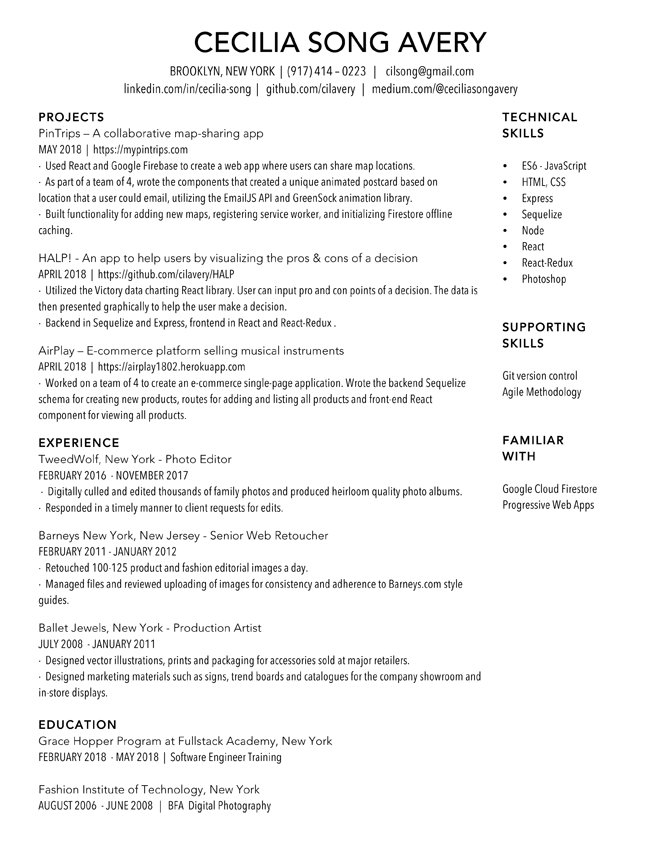 CECILIA SONG AVERY
BROOKLYN, NEW YORK | (917) 414 – 0223 | cilsong@gmail.com
linkedin.com/in/cecilia-song | github.com/cilavery | medium.com/@ceciliasongavery
PROJECTS
PinTrips – A collaborative map-sharing app
MAY 2018 | https://mypintrips.com
· Used React and Google Firebase to create a web app where users can share map locations.
· As part of a team of 4, wrote the components that created a unique animated postcard based on
location that a user could email, utilizing the EmailJS API and GreenSock animation library.
· Built functionality for adding new maps, registering service worker, and initializing Firestore offline
caching.
HALP! - An app to help users by visualizing the pros & cons of a decision
APRIL 2018 | https://github.com/cilavery/HALP
· Utilized the Victory data charting React library. User can input pro and con points of a decision. The data is
then presented graphically to help the user make a decision.
· Backend in Sequelize and Express, frontend in React and React-Redux .
AirPlay – E-commerce platform selling musical instruments
APRIL 2018 | https://airplay1802.herokuapp.com
· Worked on a team of 4 to create an e-commerce single-page application. Wrote the backend Sequelize
schema for creating new products, routes for adding and listing all products and front-end React
component for viewing all products.
EXPERIENCE
TweedWolf, New York - Photo Editor
FEBRUARY 2016 - NOVEMBER 2017
· Digitally culled and edited thousands of family photos and produced heirloom quality photo albums.
· Responded in a timely manner to client requests for edits.
Barneys New York, New Jersey - Senior Web Retoucher
FEBRUARY 2011 - JANUARY 2012
· Retouched 100-125 product and fashion editorial images a day.
· Managed files and reviewed uploading of images for consistency and adherence to Barneys.com style
guides.
Ballet Jewels, New York - Production Artist
JULY 2008 - JANUARY 2011
· Designed vector illustrations, prints and packaging for accessories sold at major retailers.
· Designed marketing materials such as signs, trend boards and catalogues for the company showroom and
in-store displays.
EDUCATION
Grace Hopper Program at Fullstack Academy, New York
FEBRUARY 2018 - MAY 2018 | Software Engineer Training
Fashion Institute of Technology, New York
AUGUST 2006 - JUNE 2008 | BFA Digital Photography
TECHNICAL
SKILLS
• ES6 - JavaScript
• HTML, CSS
• Express
• Sequelize
• Node
• React
• React-Redux
• Photoshop
SUPPORTING
SKILLS
Git version control
Agile Methodology
FAMILIAR
WITH
Google Cloud Firestore
Progressive Web Apps